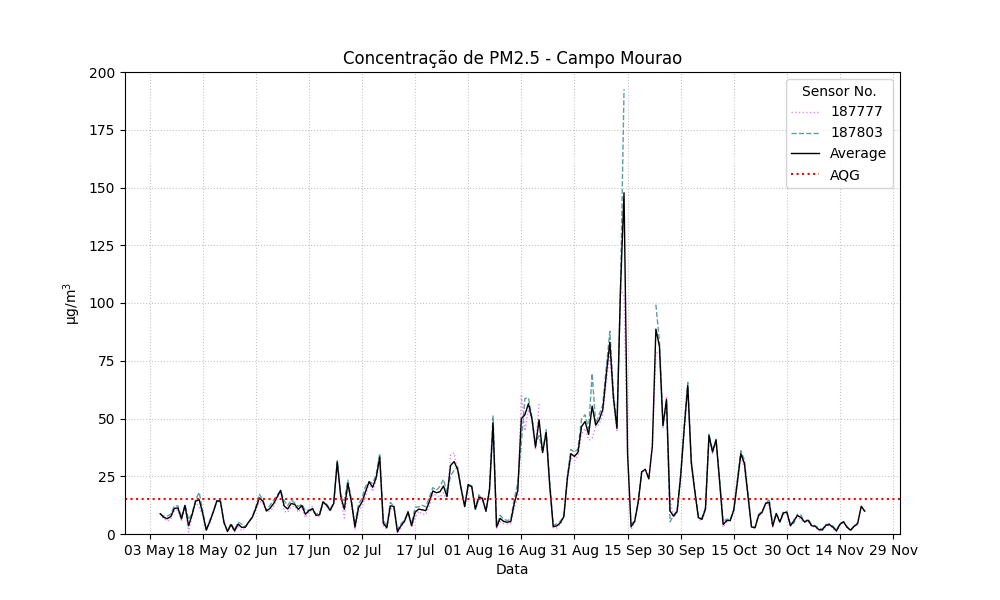 Concentração de PM2.5 - Campo Mourao
200
175
150
125
100
75
50
25
0
µg/m³
Sensor No.
187777
187803
Average
AQG
03 May 18 May 02 Jun 17 Jun 02 Jul 17 Jul 01 Aug 16 Aug 31 Aug 15 Sep 30 Sep 15 Oct 30 Oct 14 Nov 29 Nov
Data